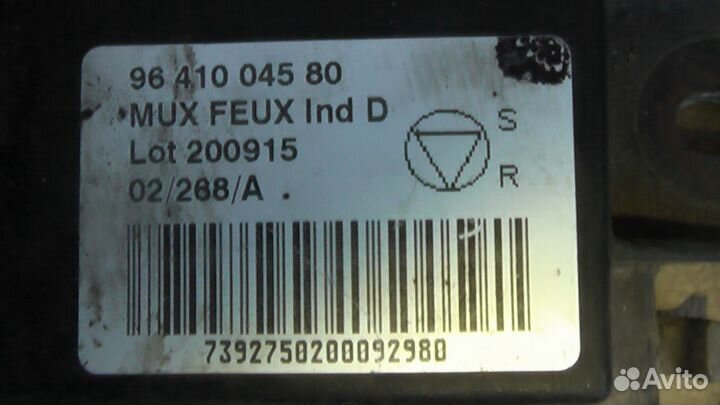 96 410 045 80
MUX FEUX Ind D
Lot 200915
02/268/A
S
R
7392750200092980
Avito